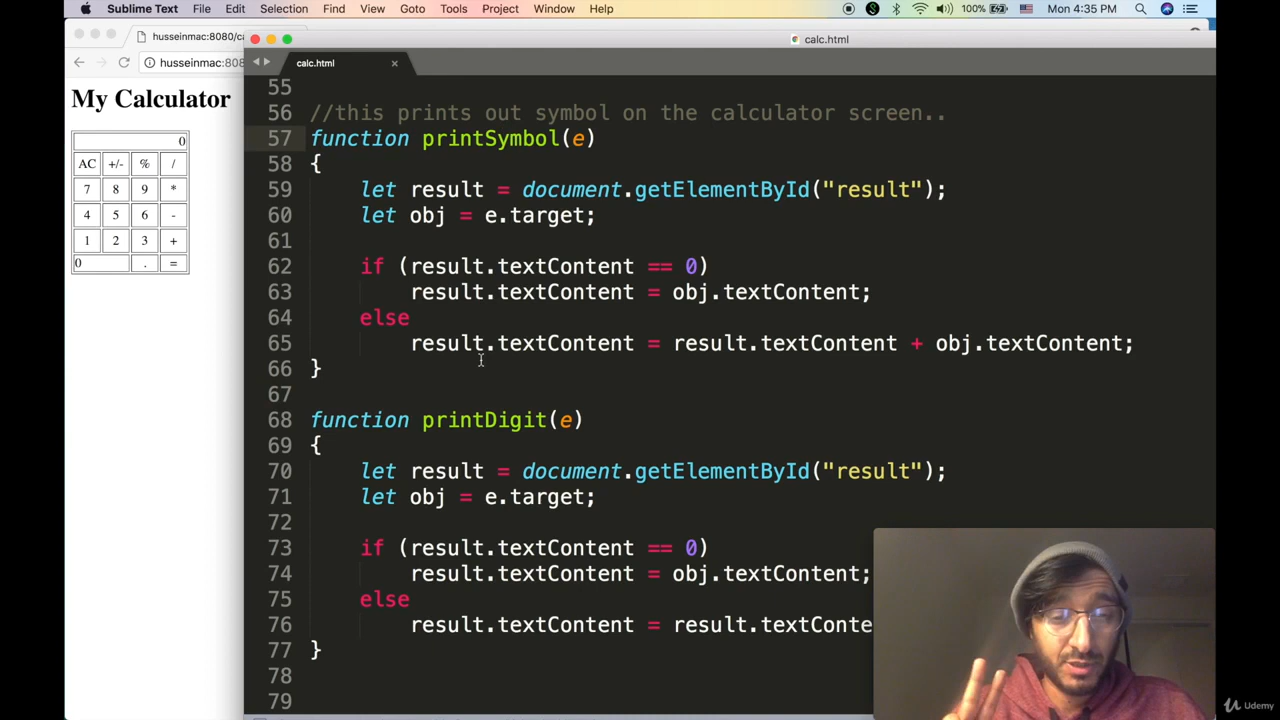 Sublime Text File Edit Selection Find View Goto Tools Project Window Help 100% Mon 4:35 PM
husseinmac:8080/ca
calc.html
husseinmac:808
calc.html
My Calculator
0
AC +/- % /
7 8 9 *
4 5 6 -
1 2 3 +
0 . =
55
56 //this prints out symbol on the calculator screen..
57 function printSymbol(e)
58 {
59 let result = document.getElementById("result");
60 let obj = e.target;
61
62 if (result.textContent == 0)
63 result.textContent = obj.textContent;
64 else
65 result.textContent = result.textContent + obj.textContent;
66 }
67
68 function printDigit(e)
69 {
70 let result = document.getElementById("result");
71 let obj = e.target;
72
73 if (result.textContent == 0)
74 result.textContent = obj.textContent;
75 else
76 result.textContent = result.textConte
77 }
78
79
Udemy